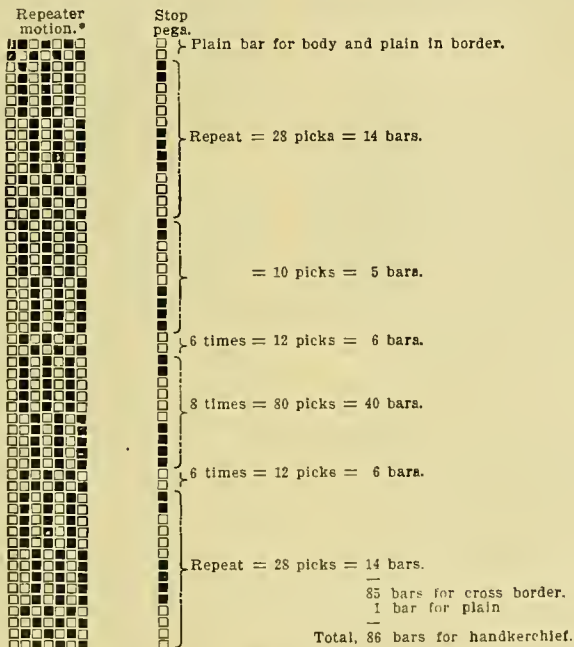 Repeater
motion.*
Stop
pega.
Plain bar for body and plain in border.
Repeat = 28 picka = 14 bars.
= 10 picks = 5 bars.
6 times = 12 picks = 6 bars.
8 times = 80 picks = 40 bars.
6 times = 12 picks = 6 bars.
Repeat = 28 picks = 14 bars.
85 bars for cross border.
1 bar for plain
Total, 86 bars for handkerchief.